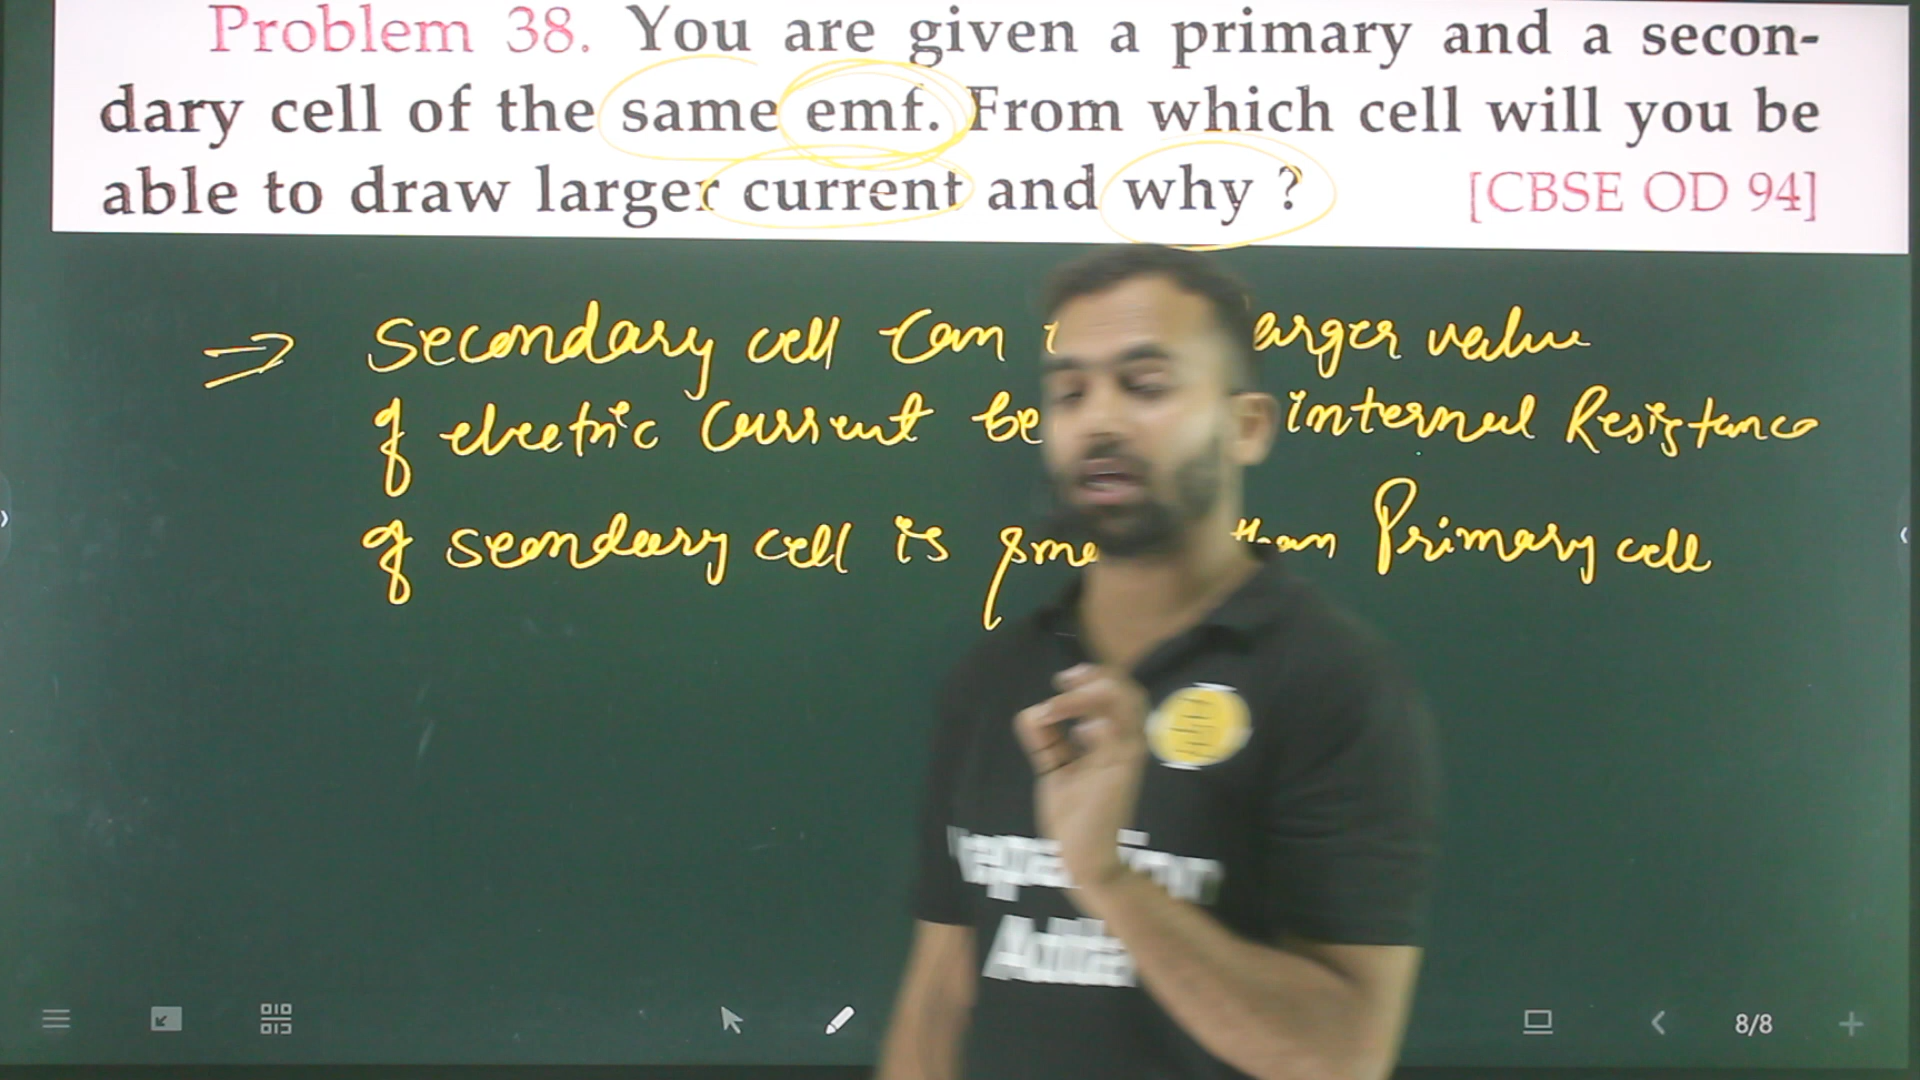 Problem 38. You are given a primary and a secon-
dary cell of the same emf. From which cell will you be
able to draw larger current and why ?
[CBSE OD 94]
⇒ Secondary cell Can arger value
of electric Current be internal Resistance
of secondary cell is sma than Primary cell
8/8